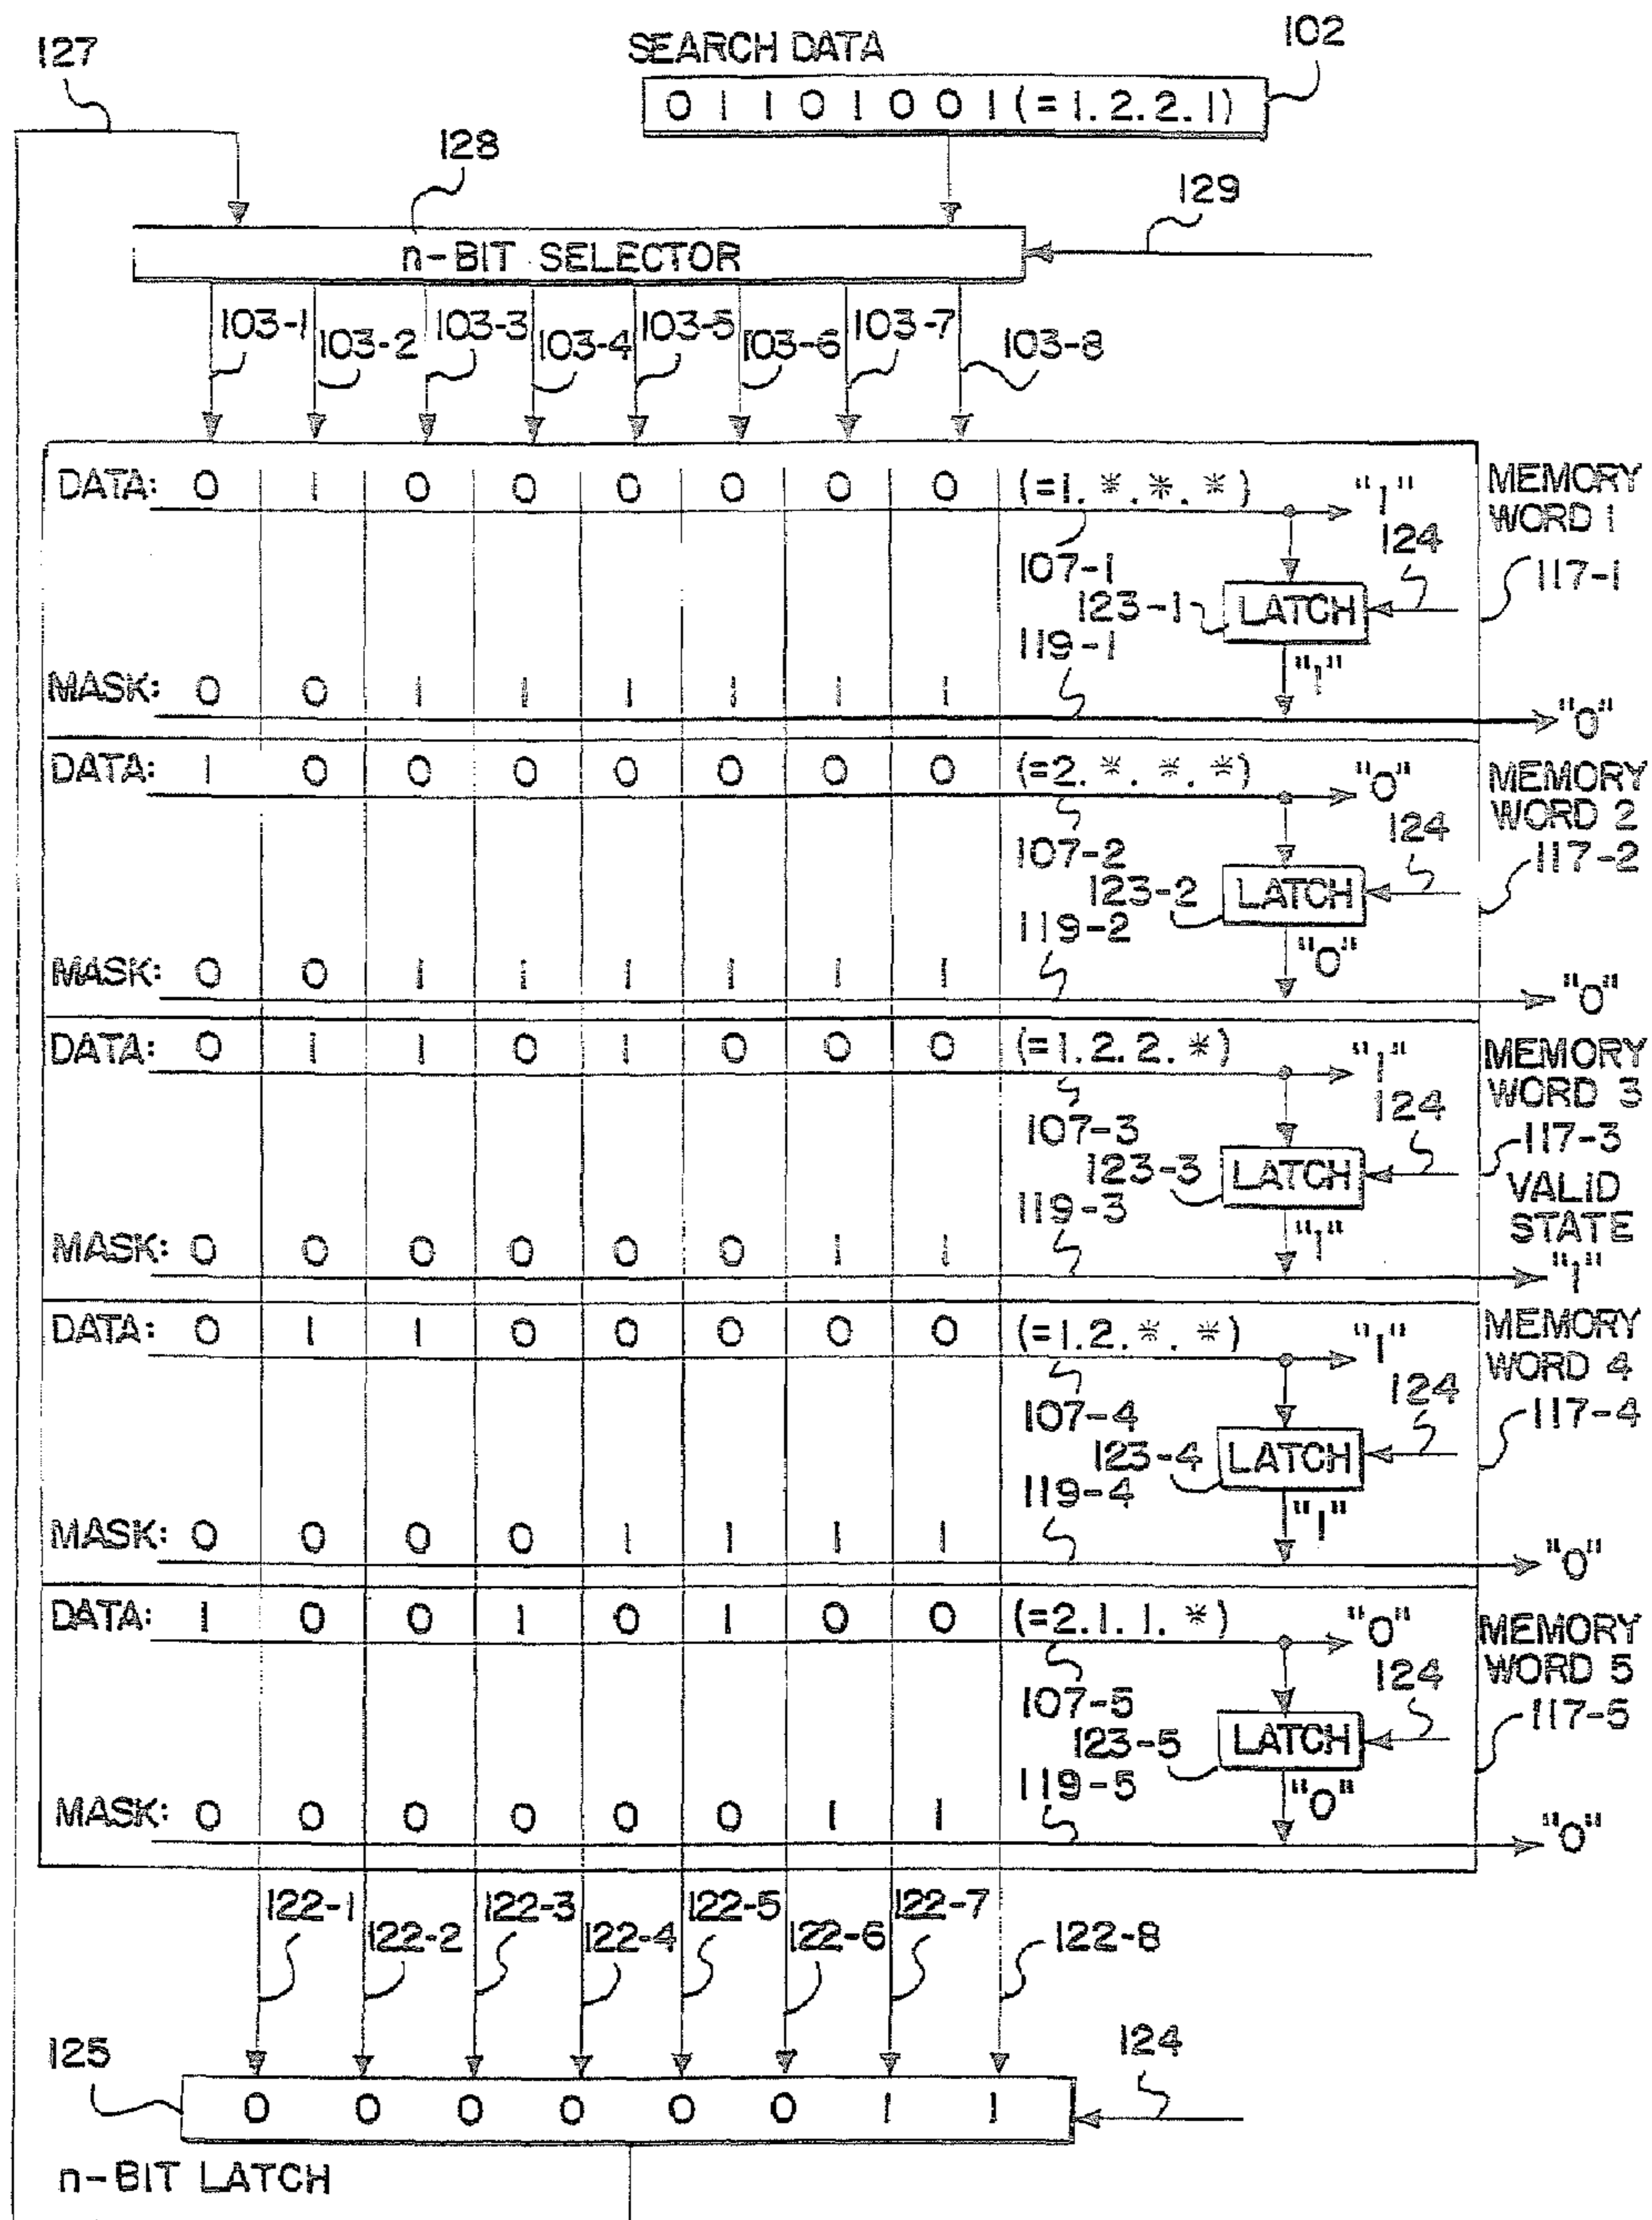 127
SEARCH DATA
102
0 1 1 0 1 0 0 1 (= 1. 2. 2. 1)
128
129
n-BIT SELECTOR
103-1
103-2
103-3
103-4
103-5
103-6
103-7
103-8
DATA: 0 1 0 0 0 0 0 0 (=1. *. *. *)
"1"
MEMORY
WORD 1
124
107-1
117-1
123-1
LATCH
119-1
"1"
MASK: 0 0 1 1 1 1 1 1
"0"
DATA: 1 0 0 0 0 0 0 0 (=2. *. *. *)
"0"
MEMORY
WORD 2
124
107-2
117-2
123-2
LATCH
119-2
"0"
MASK: 0 0 1 1 1 1 1 1
"0"
DATA: 0 1 1 0 1 0 0 0 (=1. 2. 2. *)
"1"
MEMORY
WORD 3
124
107-3
117-3
123-3
LATCH
VALID
STATE
119-3
"1"
MASK: 0 0 0 0 0 0 1 1
"1"
DATA: 0 1 1 0 0 0 0 0 (=1. 2. *. *)
"1"
MEMORY
WORD 4
124
107-4
117-4
123-4
LATCH
119-4
"1"
MASK: 0 0 0 0 1 1 1 1
"0"
DATA: 1 0 0 1 0 1 0 0 (=2. 1. 1. *)
"0"
MEMORY
WORD 5
124
107-5
117-5
123-5
LATCH
119-5
"0"
MASK: 0 0 0 0 0 0 1 1
"0"
122-1
122-2
122-3
122-4
122-5
122-6
122-7
122-8
125
124
0 0 0 0 0 0 1 1
n-BIT LATCH